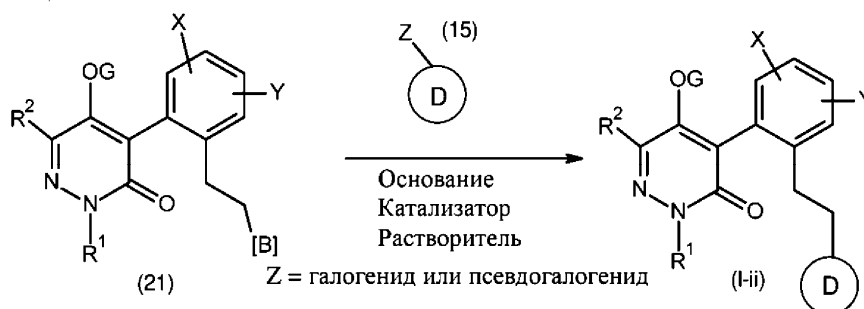 X
OG
R²
Y
N
N
O
R¹
[B]
(21)
Z
(15)
D
Основание
Катализатор
Растворитель
Z = галогенид или псевдогалогенид
X
OG
R²
Y
N
N
O
R¹
(I-ii)
D